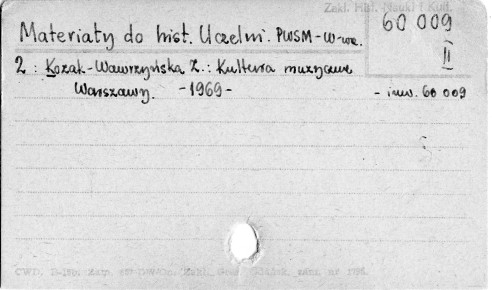 Zakł. Hist. Nauki i Kult.
60 009
Materiały do hist. Uczelni. PWSM-W-wa.
II
2 : Kozak-Wawrzyńska Z.: Kultura muzyczna
Warszawy. -1969- - inw. 60 009
CWD.